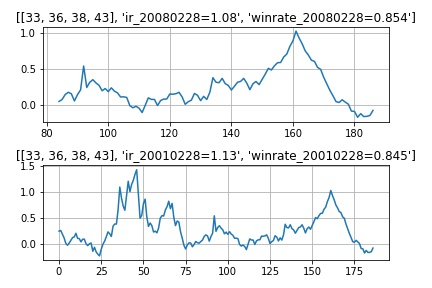 [[33, 36, 38, 43], 'ir_20080228=1.08', 'winrate_20080228=0.854']
1.0
0.5
0.0
80 100 120 140 160 180
[[33, 36, 38, 43], 'ir_20010228=1.13', 'winrate_20010228=0.845']
1.5
1.0
0.5
0.0
0 25 50 75 100 125 150 175